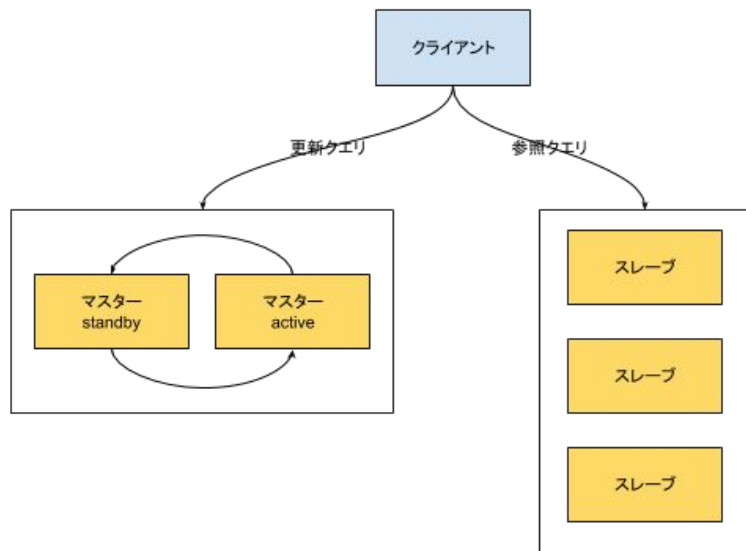 クライアント
更新クエリ
参照クエリ
マスター
standby
マスター
active
スレーブ
スレーブ
スレーブ